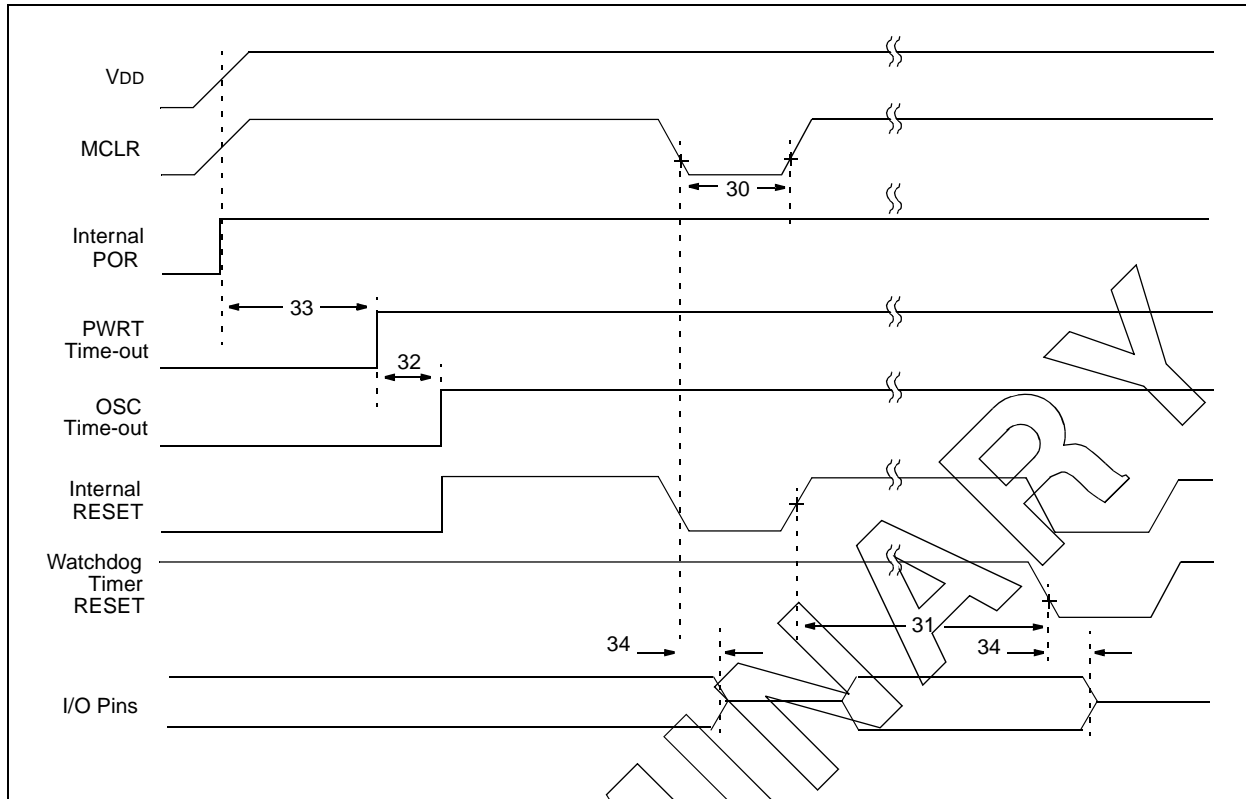 VDD
MCLR
30
Internal
POR
33
PWRT
Time-out
32
OSC
Time-out
Internal
RESET
Watchdog
Timer
RESET
31
34
34
I/O Pins
INARY